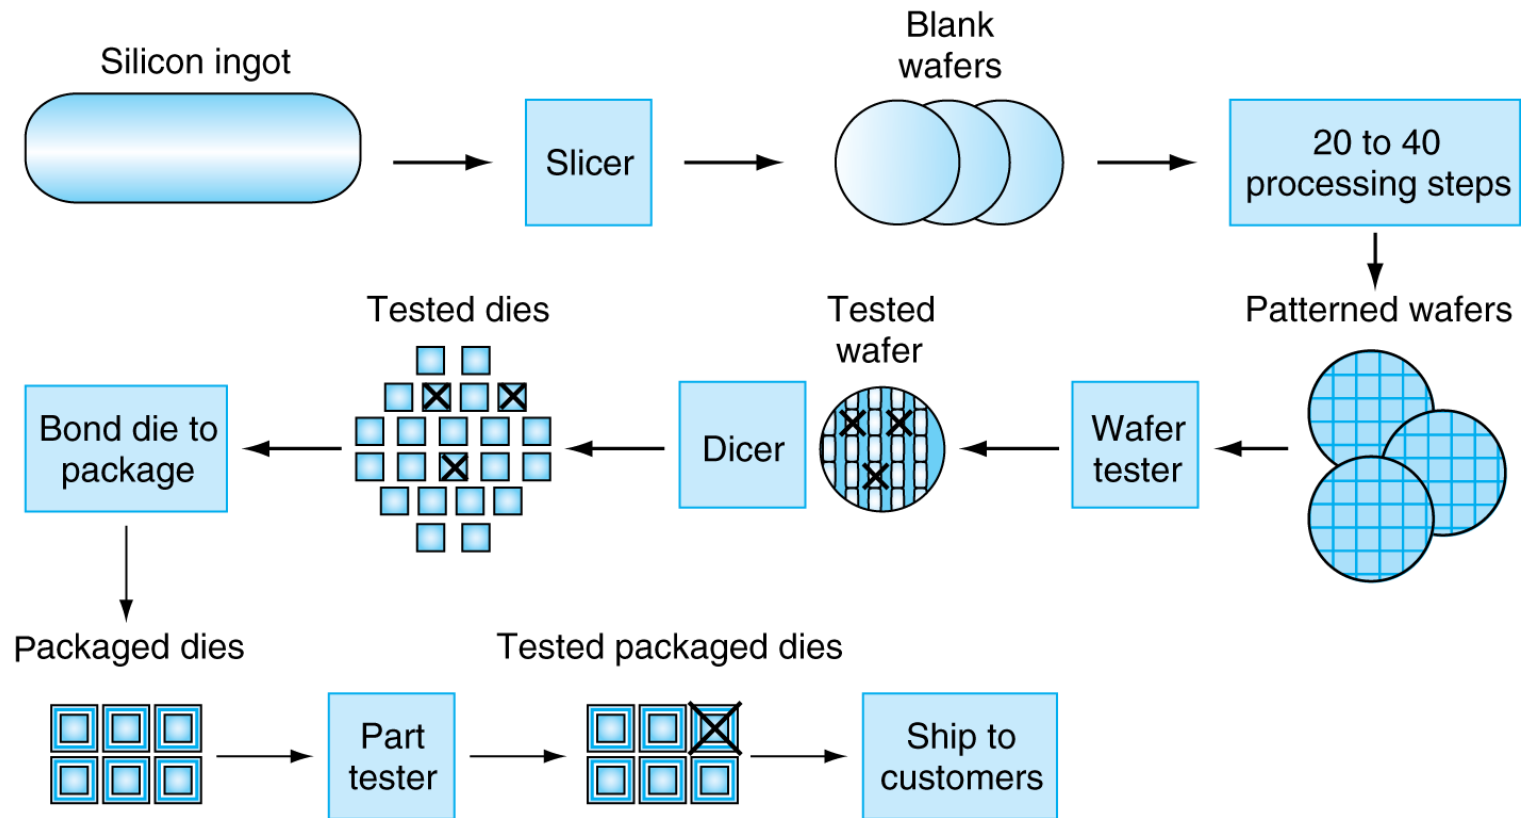 Silicon ingot
Slicer
Blank
wafers
20 to 40
processing steps
Patterned wafers
Wafer
tester
Tested
wafer
Dicer
Tested dies
Bond die to
package
Packaged dies
Part
tester
Tested packaged dies
Ship to
customers